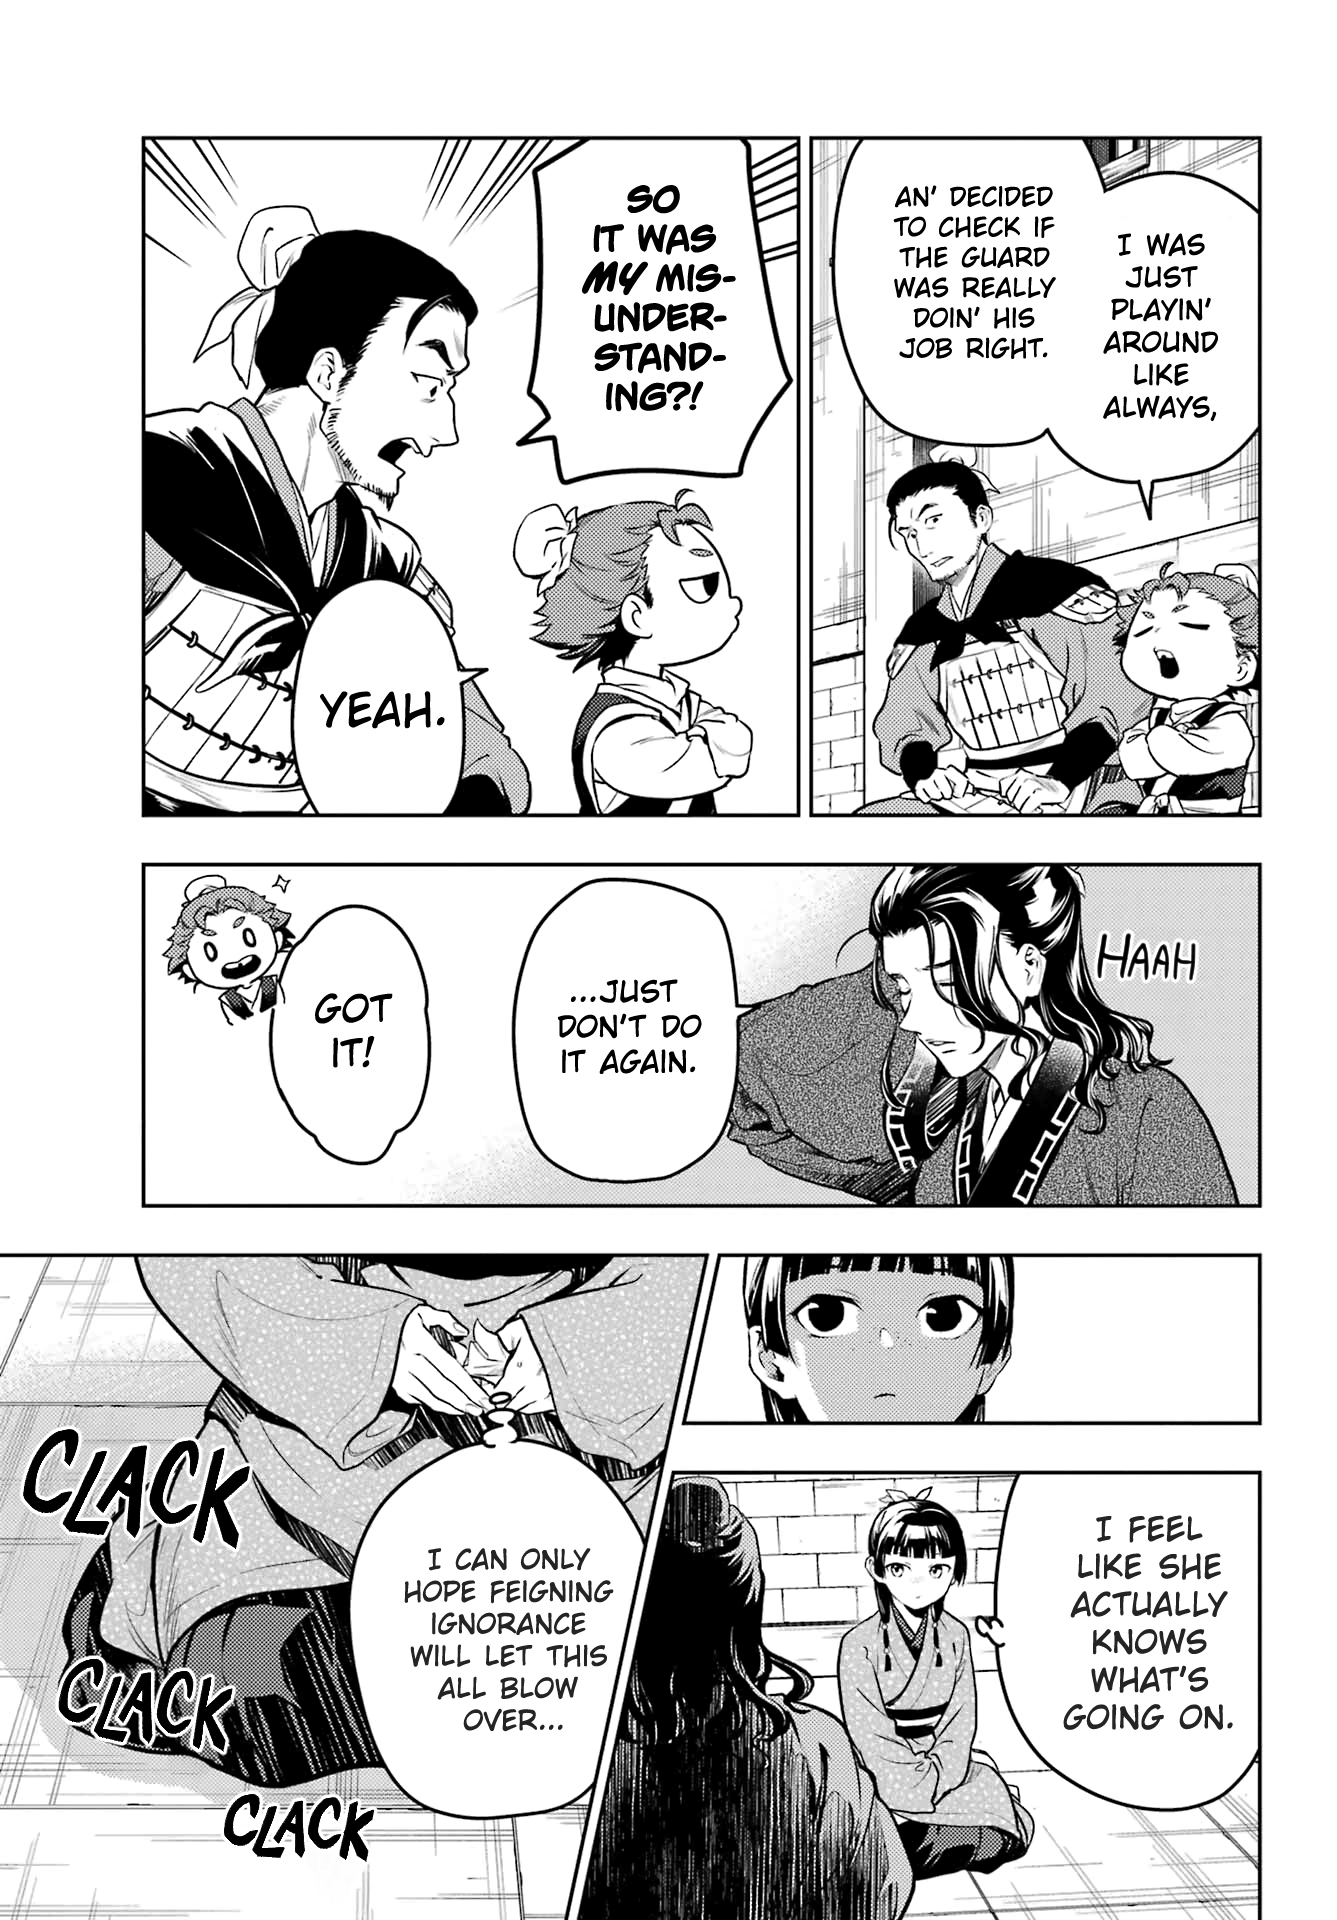 I WAS
JUST
PLAYIN'
AROUND
LIKE
ALWAYS,
AN' DECIDED
TO CHECK IF
THE GUARD
WAS REALLY
DOIN' HIS
JOB RIGHT.
SO
IT WAS
MY MIS-
UNDER-
STAND-
ING?!
YEAH.
HAAH
...JUST
DON'T DO
IT AGAIN.
GOT
IT!
I FEEL
LIKE SHE
ACTUALLY
KNOWS
WHAT'S
GOING ON.
I CAN ONLY
HOPE FEIGNING
IGNORANCE
WILL LET THIS
ALL BLOW
OVER...
CLACK
CLACK
CLACK